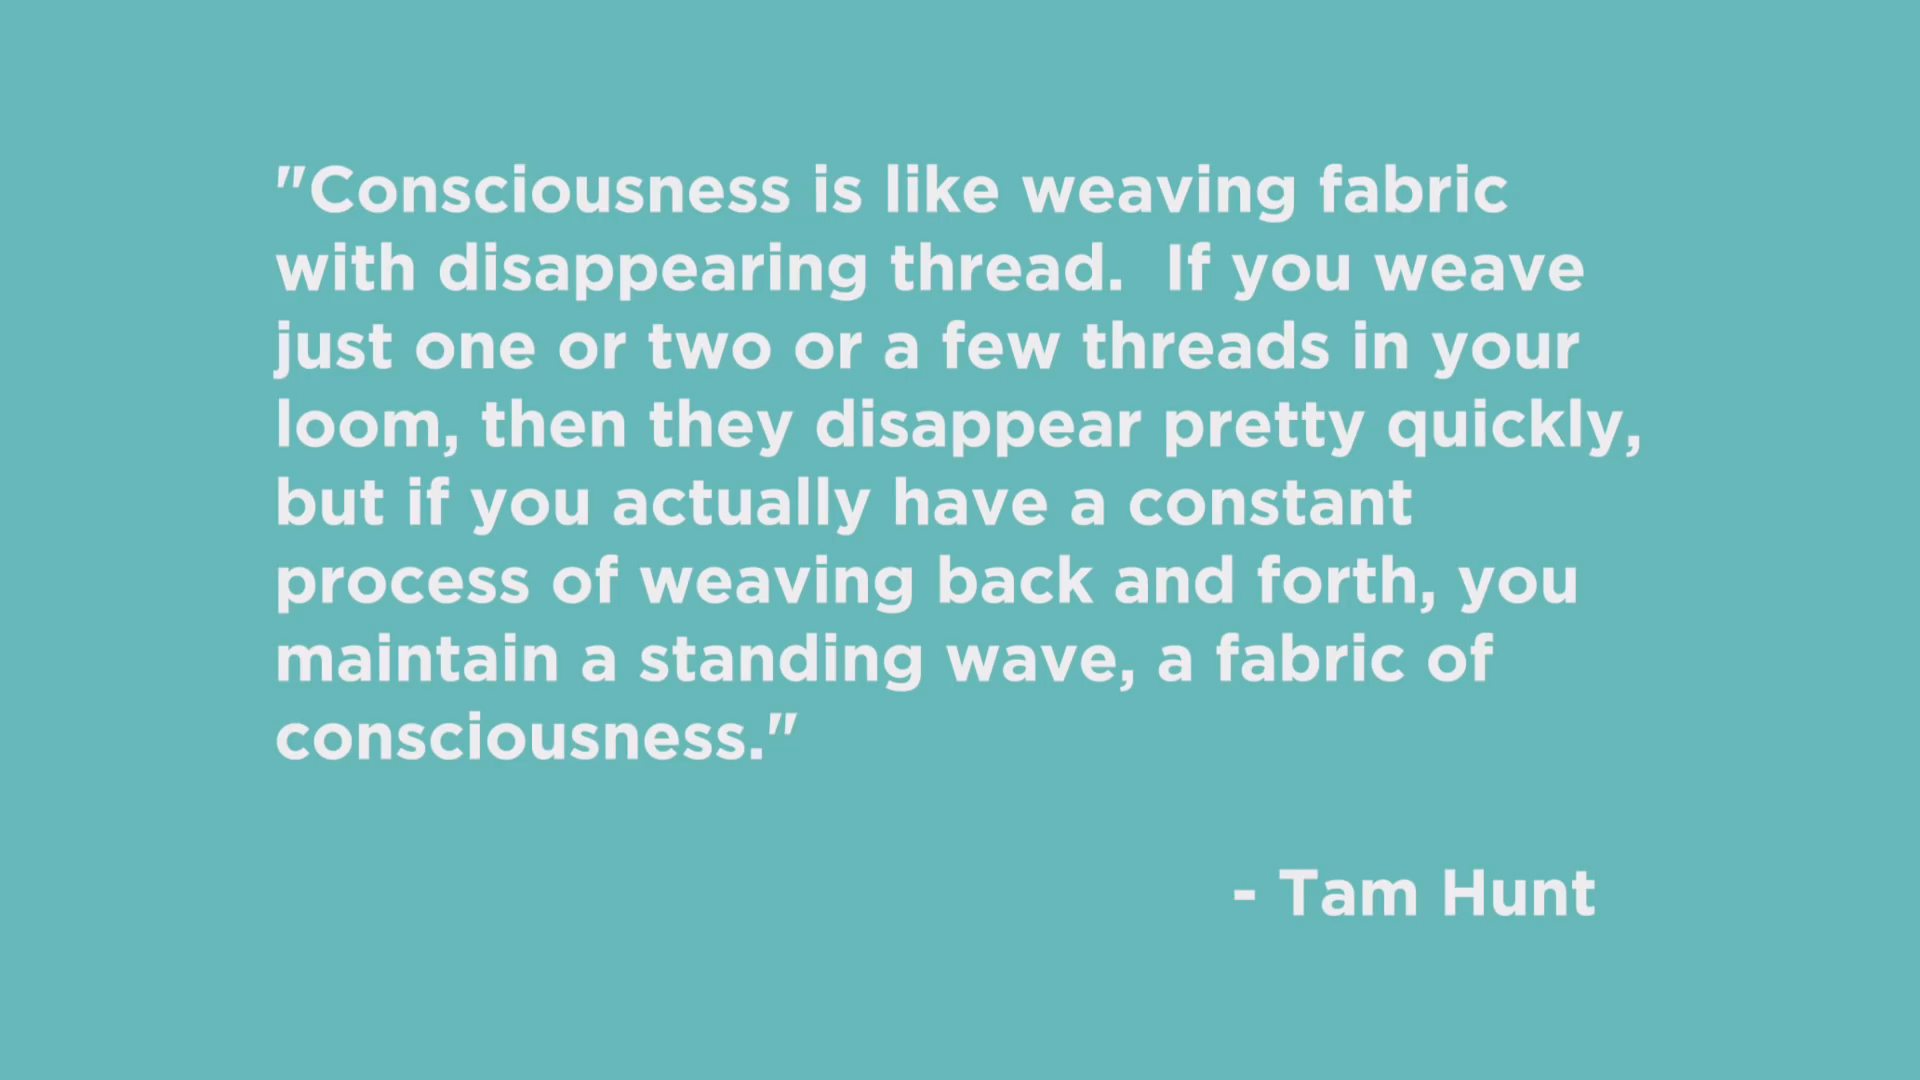 "Consciousness is like weaving fabric
with disappearing thread.  If you weave
just one or two or a few threads in your
loom, then they disappear pretty quickly,
but if you actually have a constant
process of weaving back and forth, you
maintain a standing wave, a fabric of
consciousness."
- Tam Hunt